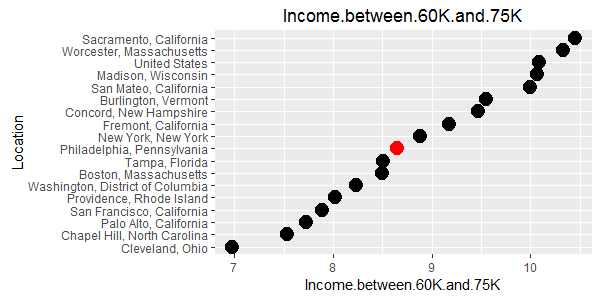 Income.between.60K.and.75K
Sacramento, California
Worcester, Massachusetts
United States
Madison, Wisconsin
San Mateo, California
Burlington, Vermont
Concord, New Hampshire
Fremont, California
New York, New York
Philadelphia, Pennsylvania
Tampa, Florida
Boston, Massachusetts
Washington, District of Columbia
Providence, Rhode Island
San Francisco, California
Palo Alto, California
Chapel Hill, North Carolina
Cleveland, Ohio
Location
7 8 9 10
Income.between.60K.and.75K